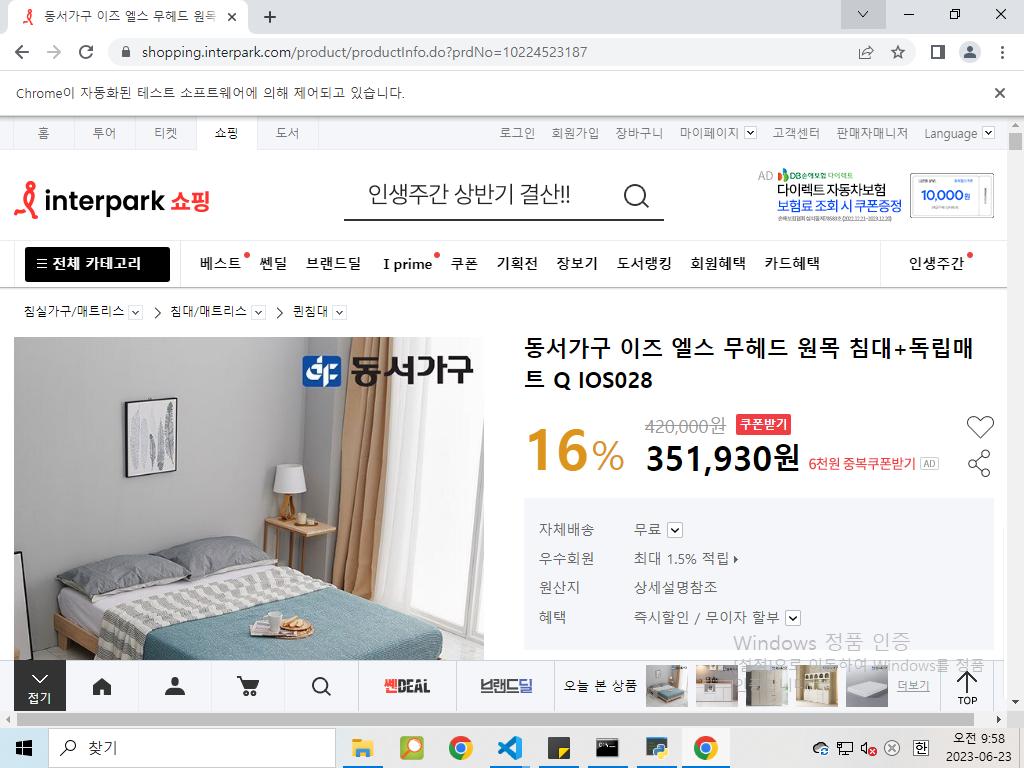 동서가구 이즈 엘스 무헤드 원목
shopping.interpark.com/product/productInfo.do?prdNo=10224523187
Chrome이 자동화된 테스트 소프트웨어에 의해 제어되고 있습니다.
홈 투어 티켓 쇼핑 도서 로그인 회원가입 장바구니 마이페이지 고객센터 판매자매니저 Language
interpark 쇼핑
인생주간 상반기 결산!!
AD DB손해보험 다이렉트
다이렉트 자동차보험
보험료 조회 시 쿠폰증정
10,000원
전체 카테고리 베스트 쎈딜 브랜드딜 I prime 쿠폰 기획전 장보기 도서랭킹 회원혜택 카드혜택 인생주간
침실가구/매트리스 침대/매트리스 퀸침대
동서가구
동서가구 이즈 엘스 무헤드 원목 침대+독립매
트 Q IOS028
16% 420,000원 쿠폰받기
351,930원 6천원 중복쿠폰받기 AD
자체배송 무료
우수회원 최대 1.5% 적립
원산지 상세설명참조
혜택 즉시할인 / 무이자 할부
Windows 정품 인증
[설정]으로 이동하여 Windows를 정품
접기
쎈DEAL
브랜드딜
오늘 본 상품
더보기
TOP
찾기
한
오전 9:58
2023-06-23